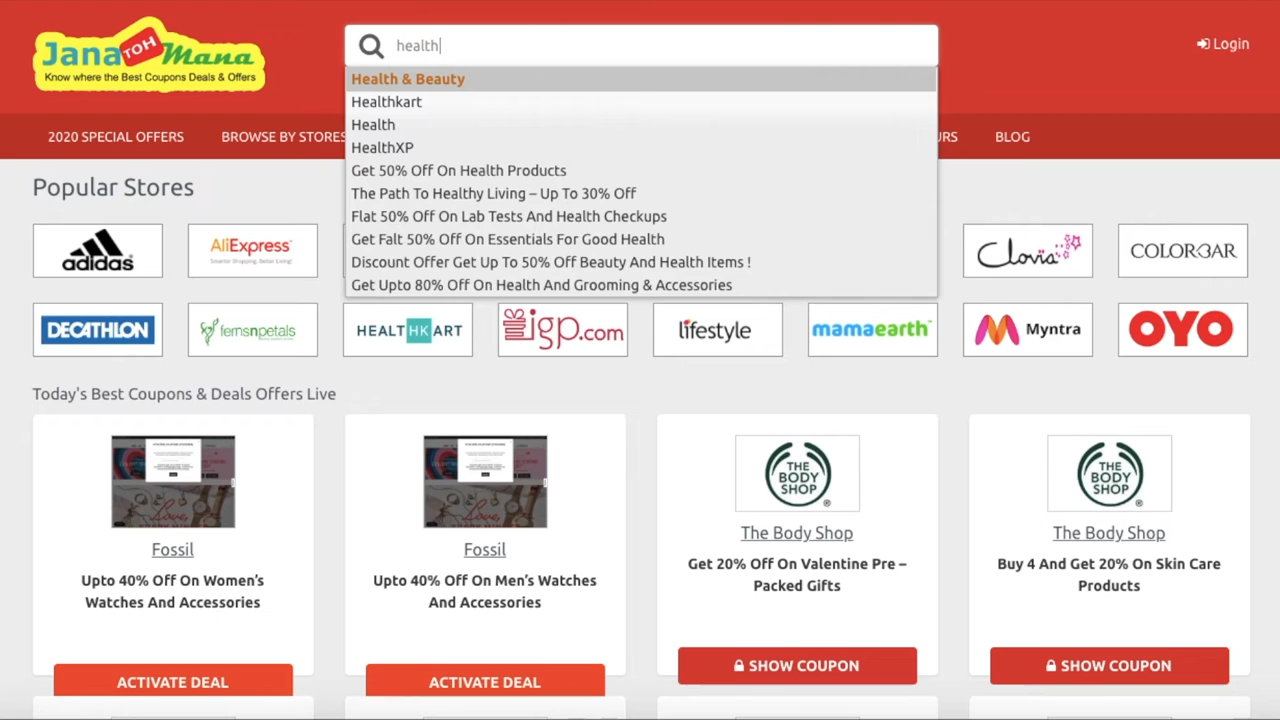 Jana TOH Mana
Know where the Best Coupons Deals & Offers
health
Login
Health & Beauty
Healthkart
Health
HealthXP
Get 50% Off On Health Products
The Path To Healthy Living – Up To 30% Off
Flat 50% Off On Lab Tests And Health Checkups
Get Falt 50% Off On Essentials For Good Health
Discount Offer Get Up To 50% Off Beauty And Health Items !
Get Upto 80% Off On Health And Grooming & Accessories
2020 SPECIAL OFFERS BROWSE BY STORES URS BLOG
Popular Stores
adidas AliExpress Clovia COLORBAR
Smarter Shopping, Better Living!
DECATHLON fernsnpetals HEALTHKART igp.com lifestyle mamaearth Myntra OYO
Today's Best Coupons & Deals Offers Live
THE BODY SHOP THE BODY SHOP
Fossil Fossil The Body Shop The Body Shop
Upto 40% Off On Women's Watches And Accessories
Upto 40% Off On Men's Watches And Accessories
Get 20% Off On Valentine Pre – Packed Gifts
Buy 4 And Get 20% On Skin Care Products
ACTIVATE DEAL ACTIVATE DEAL SHOW COUPON SHOW COUPON